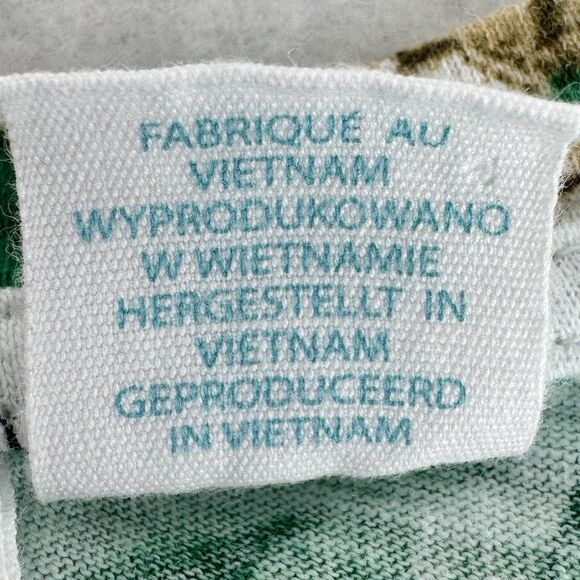 FABRIQUÉ AU
VIETNAM
WYPRODUKOWANO
W WIETNAMIE
HERGESTELLT IN
VIETNAM
GEPRODUCEERD
IN VIETNAM